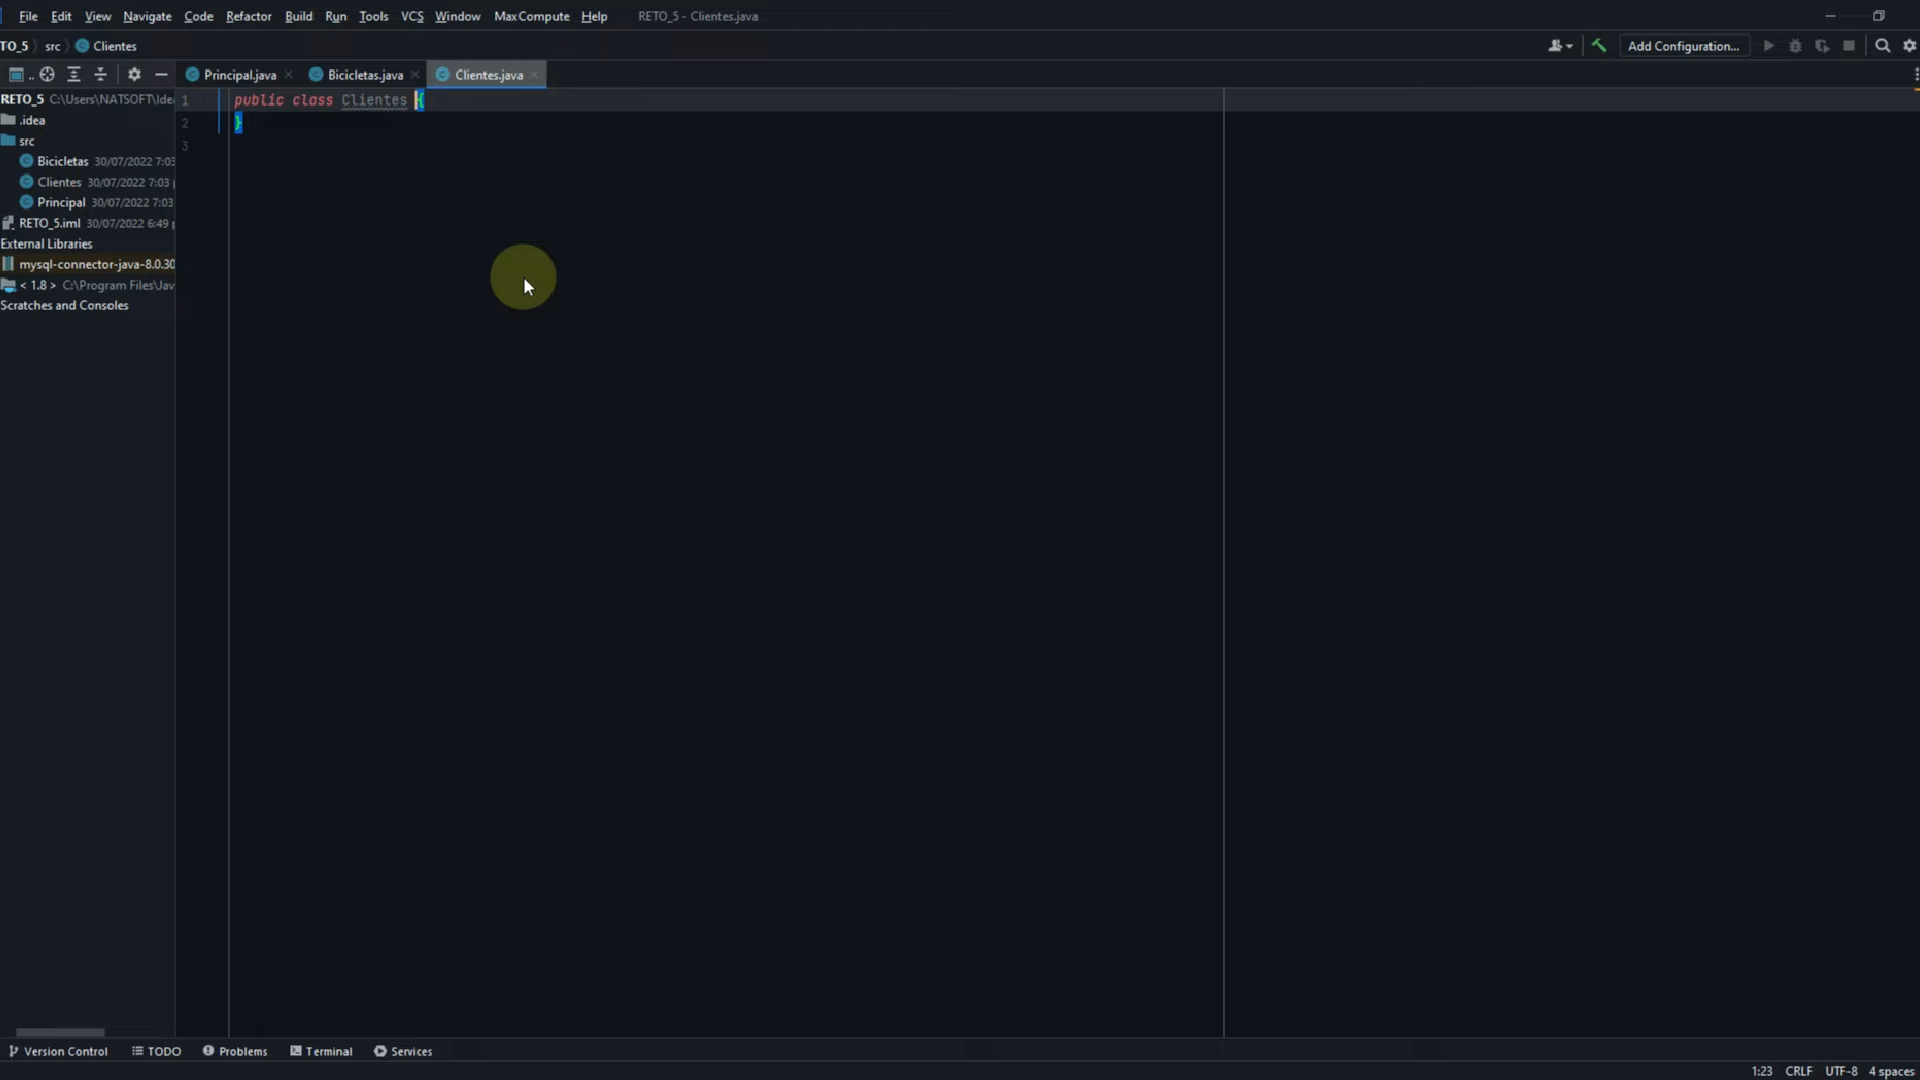 File Edit View Navigate Code Refactor Build Run Tools VCS Window MaxCompute Help RETO_5 - Clientes.java
TO_5 src Clientes
Add Configuration...
Principal.java Bicicletas.java Clientes.java
RETO_5 C:\Users\NATSOFT\Ide
.idea
src
Bicicletas 30/07/2022 7:03
Clientes 30/07/2022 7:03 p
Principal 30/07/2022 7:03
RETO_5.iml 30/07/2022 6:49 p
External Libraries
mysql-connector-java-8.0.30
< 1.8 > C:\Program Files\Jav
Scratches and Consoles
1 public class Clientes {
2 }
3
Version Control TODO Problems Terminal Services
1:23 CRLF UTF-8 4 spaces